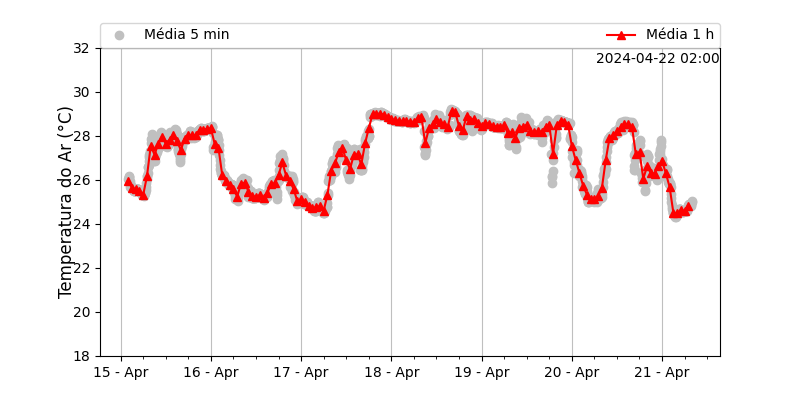 Média 5 min
Média 1 h
2024-04-22 02:00
Temperatura do Ar (°C)
32
30
28
26
24
22
20
18
15 - Apr
16 - Apr
17 - Apr
18 - Apr
19 - Apr
20 - Apr
21 - Apr